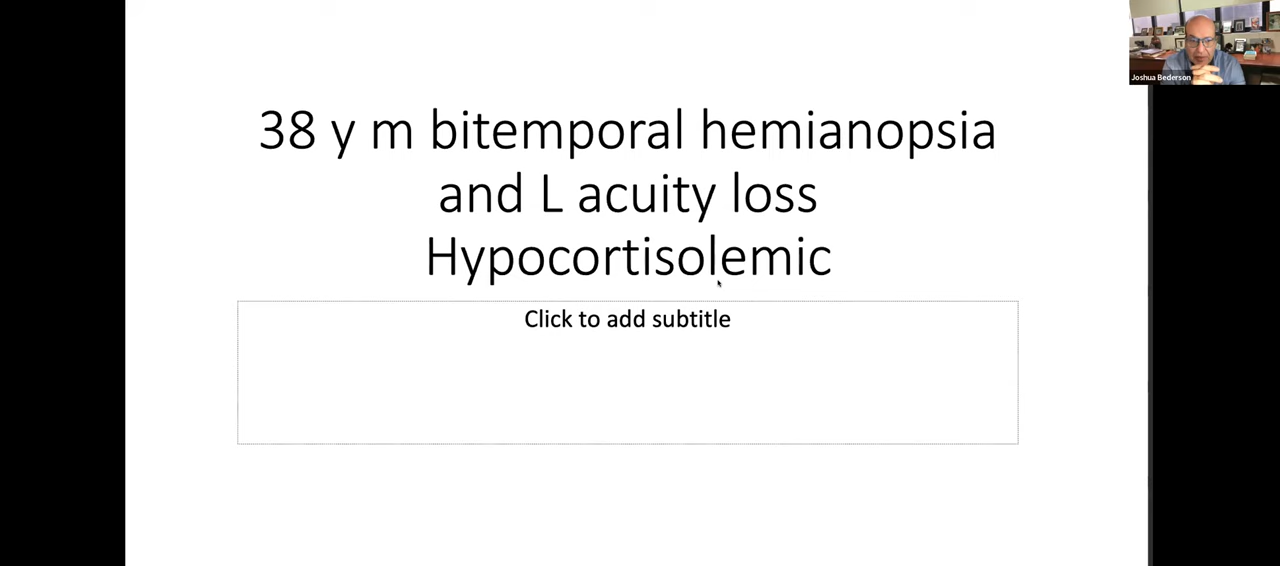 Joshua Bederson
38 y m bitemporal hemianopsia
and L acuity loss
Hypocortisolemic
Click to add subtitle